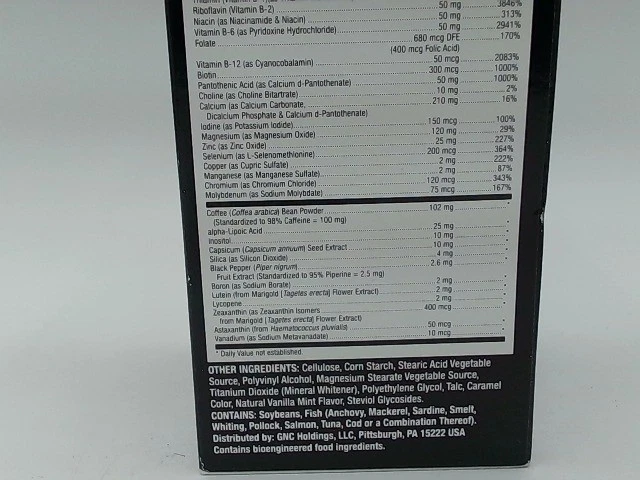 Thiamin (Vitamin B-1)
Riboflavin (Vitamin B-2) 50 mg 3846%
Niacin (as Niacinamide & Niacin) 50 mg 313%
Vitamin B-6 (as Pyridoxine Hydrochloride) 50 mg 2941%
Folate 680 mcg DFE 170%
(400 mcg Folic Acid)
Vitamin B-12 (as Cyanocobalamin) 50 mcg 2083%
Biotin 300 mcg 1000%
Pantothenic Acid (as Calcium d-Pantothenate) 50 mg 1000%
Choline (as Choline Bitartrate) 10 mg 2%
Calcium (as Calcium Carbonate, 210 mg 16%
Dicalcium Phosphate & Calcium d-Pantothenate)
Iodine (as Potassium Iodide) 150 mcg 100%
Magnesium (as Magnesium Oxide) 120 mg 29%
Zinc (as Zinc Oxide) 25 mg 227%
Selenium (as L-Selenomethionine) 200 mcg 364%
Copper (as Cupric Sulfate) 2 mg 222%
Manganese (as Manganese Sulfate) 2 mg 87%
Chromium (as Chromium Chloride) 120 mcg 343%
Molybdenum (as Sodium Molybdate) 75 mcg 167%
Coffee (Coffea arabica) Bean Powder 102 mg *
(Standardized to 98% Caffeine = 100 mg)
alpha-Lipoic Acid 25 mg *
Inositol 10 mg *
Capsicum (Capsicum annuum) Seed Extract 10 mg *
Silica (as Silicon Dioxide) 4 mg *
Black Pepper (Piper nigrum) 2.6 mg *
Fruit Extract (Standardized to 95% Piperine = 2.5 mg)
Boron (as Sodium Borate) 2 mg *
Lutein (from Marigold [Tagetes erecta] Flower Extract) 2 mg *
Lycopene 2 mg *
Zeaxanthin (as Zeaxanthin Isomers 400 mcg *
from Marigold [Tagetes erecta] Flower Extract)
Astaxanthin (from Haematococcus pluvialis) 50 mcg *
Vanadium (as Sodium Metavanadate) 10 mcg *
* Daily Value not established.
OTHER INGREDIENTS: Cellulose, Corn Starch, Stearic Acid Vegetable
Source, Polyvinyl Alcohol, Magnesium Stearate Vegetable Source,
Titanium Dioxide (Mineral Whitener), Polyethylene Glycol, Talc, Caramel
Color, Natural Vanilla Mint Flavor, Steviol Glycosides.
CONTAINS: Soybeans, Fish (Anchovy, Mackerel, Sardine, Smelt,
Whiting, Pollock, Salmon, Tuna, Cod or a Combination Thereof).
Distributed by: GNC Holdings, LLC, Pittsburgh, PA 15222 USA
Contains bioengineered food ingredients.